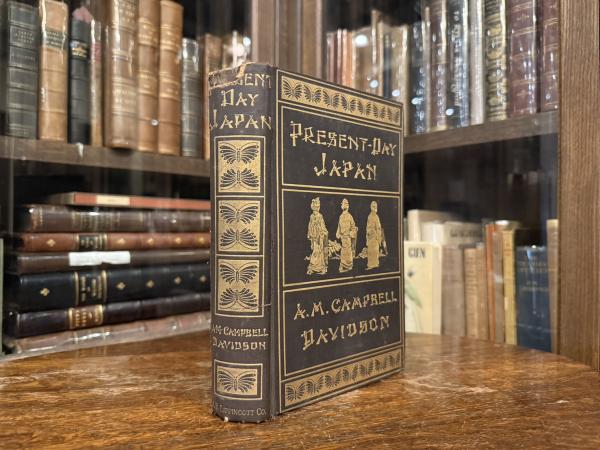 PRESENT
DAY
JAPAN
A.M. CAMPBELL
DAVIDSON
LIPPINCOTT CO.
PRESENT-DAY
JAPAN
A.M. CAMPBELL
DAVIDSON